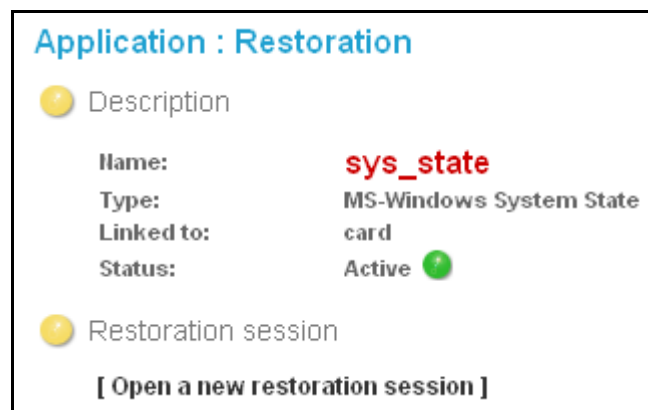 Application : Restoration
Description
Name: sys_state
Type: MS-Windows System State
Linked to: card
Status: Active
Restoration session
[ Open a new restoration session ]